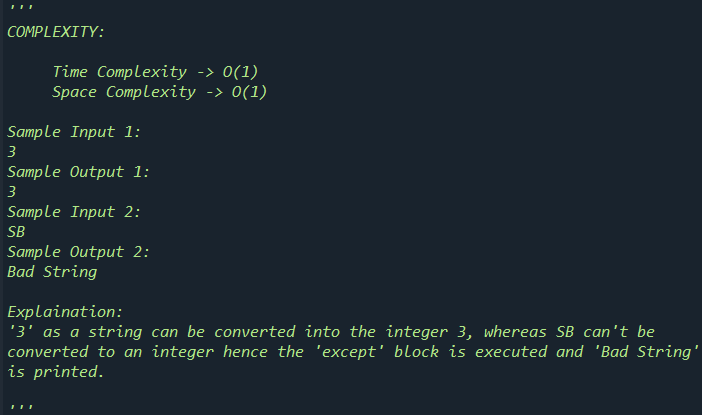 '''
COMPLEXITY:
Time Complexity -> O(1)
Space Complexity -> O(1)
Sample Input 1:
3
Sample Output 1:
3
Sample Input 2:
SB
Sample Output 2:
Bad String
Explaination:
'3' as a string can be converted into the integer 3, whereas SB can't be
converted to an integer hence the 'except' block is executed and 'Bad String'
is printed.
'''